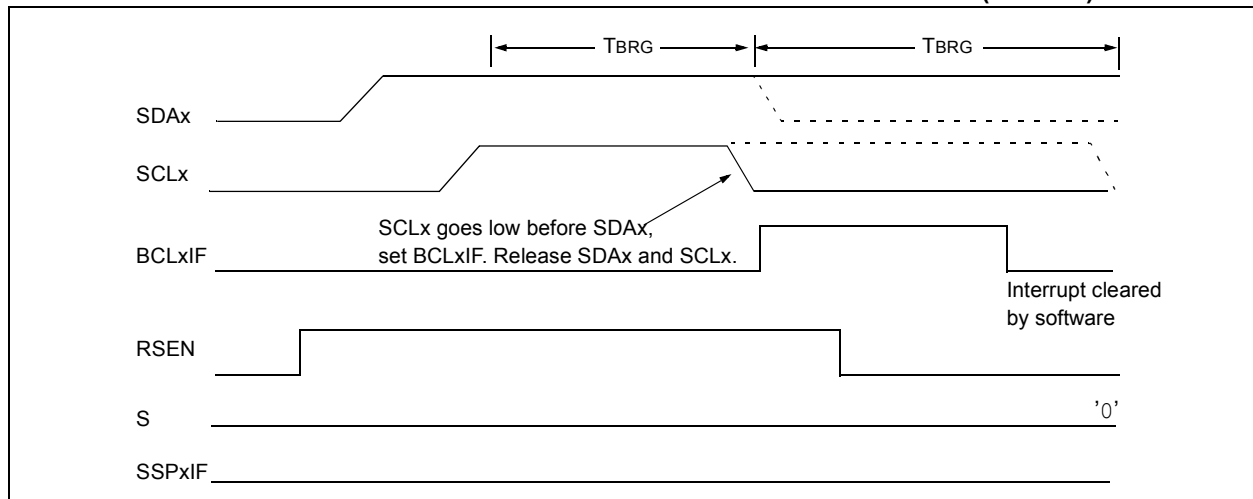 TBRG TBRG
SDAx
SCLx
SCLx goes low before SDAx,
set BCLxIF. Release SDAx and SCLx.
BCLxIF
Interrupt cleared
by software
RSEN
'0'
S
SSPxIF